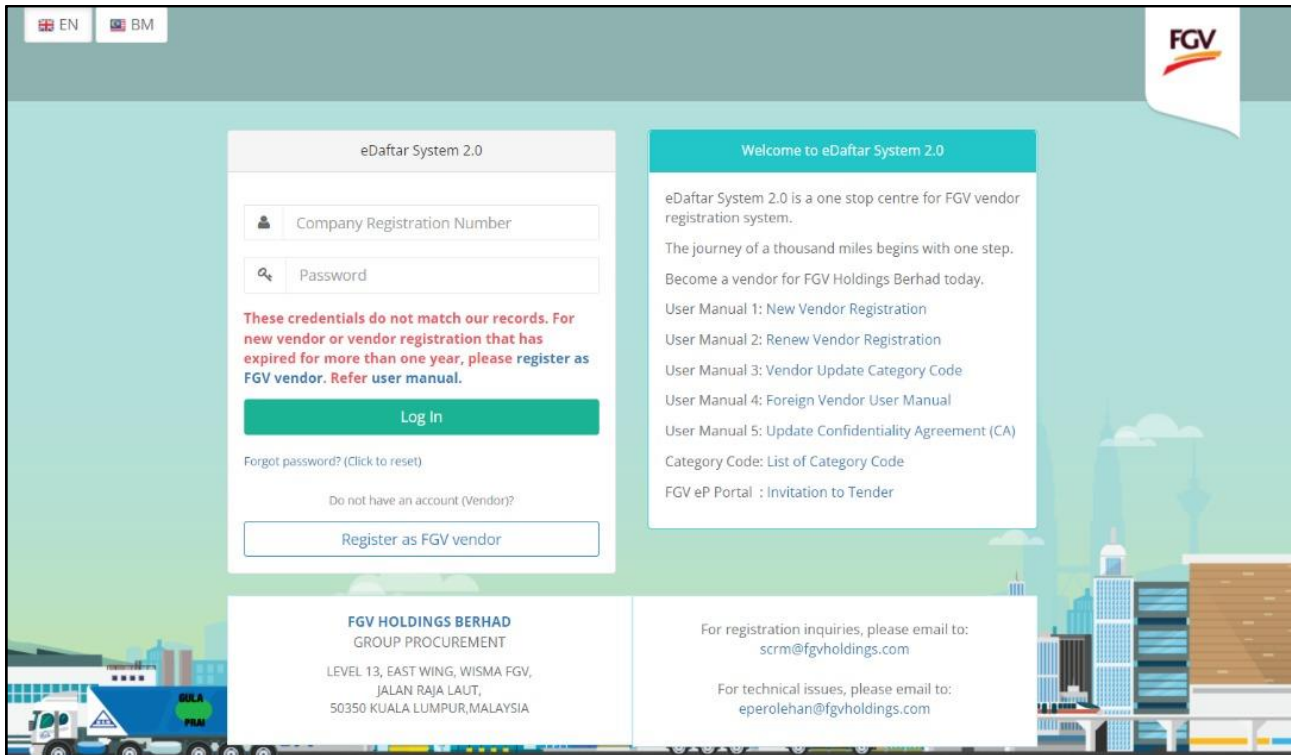 EN
BM
FGV
eDaftar System 2.0
Company Registration Number
Password
These credentials do not match our records. For
new vendor or vendor registration that has
expired for more than one year, please register as
FGV vendor. Refer user manual.
Log In
Forgot password? (Click to reset)
Do not have an account (Vendor)?
Register as FGV vendor
Welcome to eDaftar System 2.0
eDaftar System 2.0 is a one stop centre for FGV vendor
registration system.
The journey of a thousand miles begins with one step.
Become a vendor for FGV Holdings Berhad today.
User Manual 1: New Vendor Registration
User Manual 2: Renew Vendor Registration
User Manual 3: Vendor Update Category Code
User Manual 4: Foreign Vendor User Manual
User Manual 5: Update Confidentiality Agreement (CA)
Category Code: List of Category Code
FGV eP Portal : Invitation to Tender
FGV HOLDINGS BERHAD
GROUP PROCUREMENT
LEVEL 13, EAST WING, WISMA FGV,
JALAN RAJA LAUT,
50350 KUALA LUMPUR,MALAYSIA
For registration inquiries, please email to:
scrm@fgvholdings.com
For technical issues, please email to:
eperolehan@fgvholdings.com
GULA
PRAI